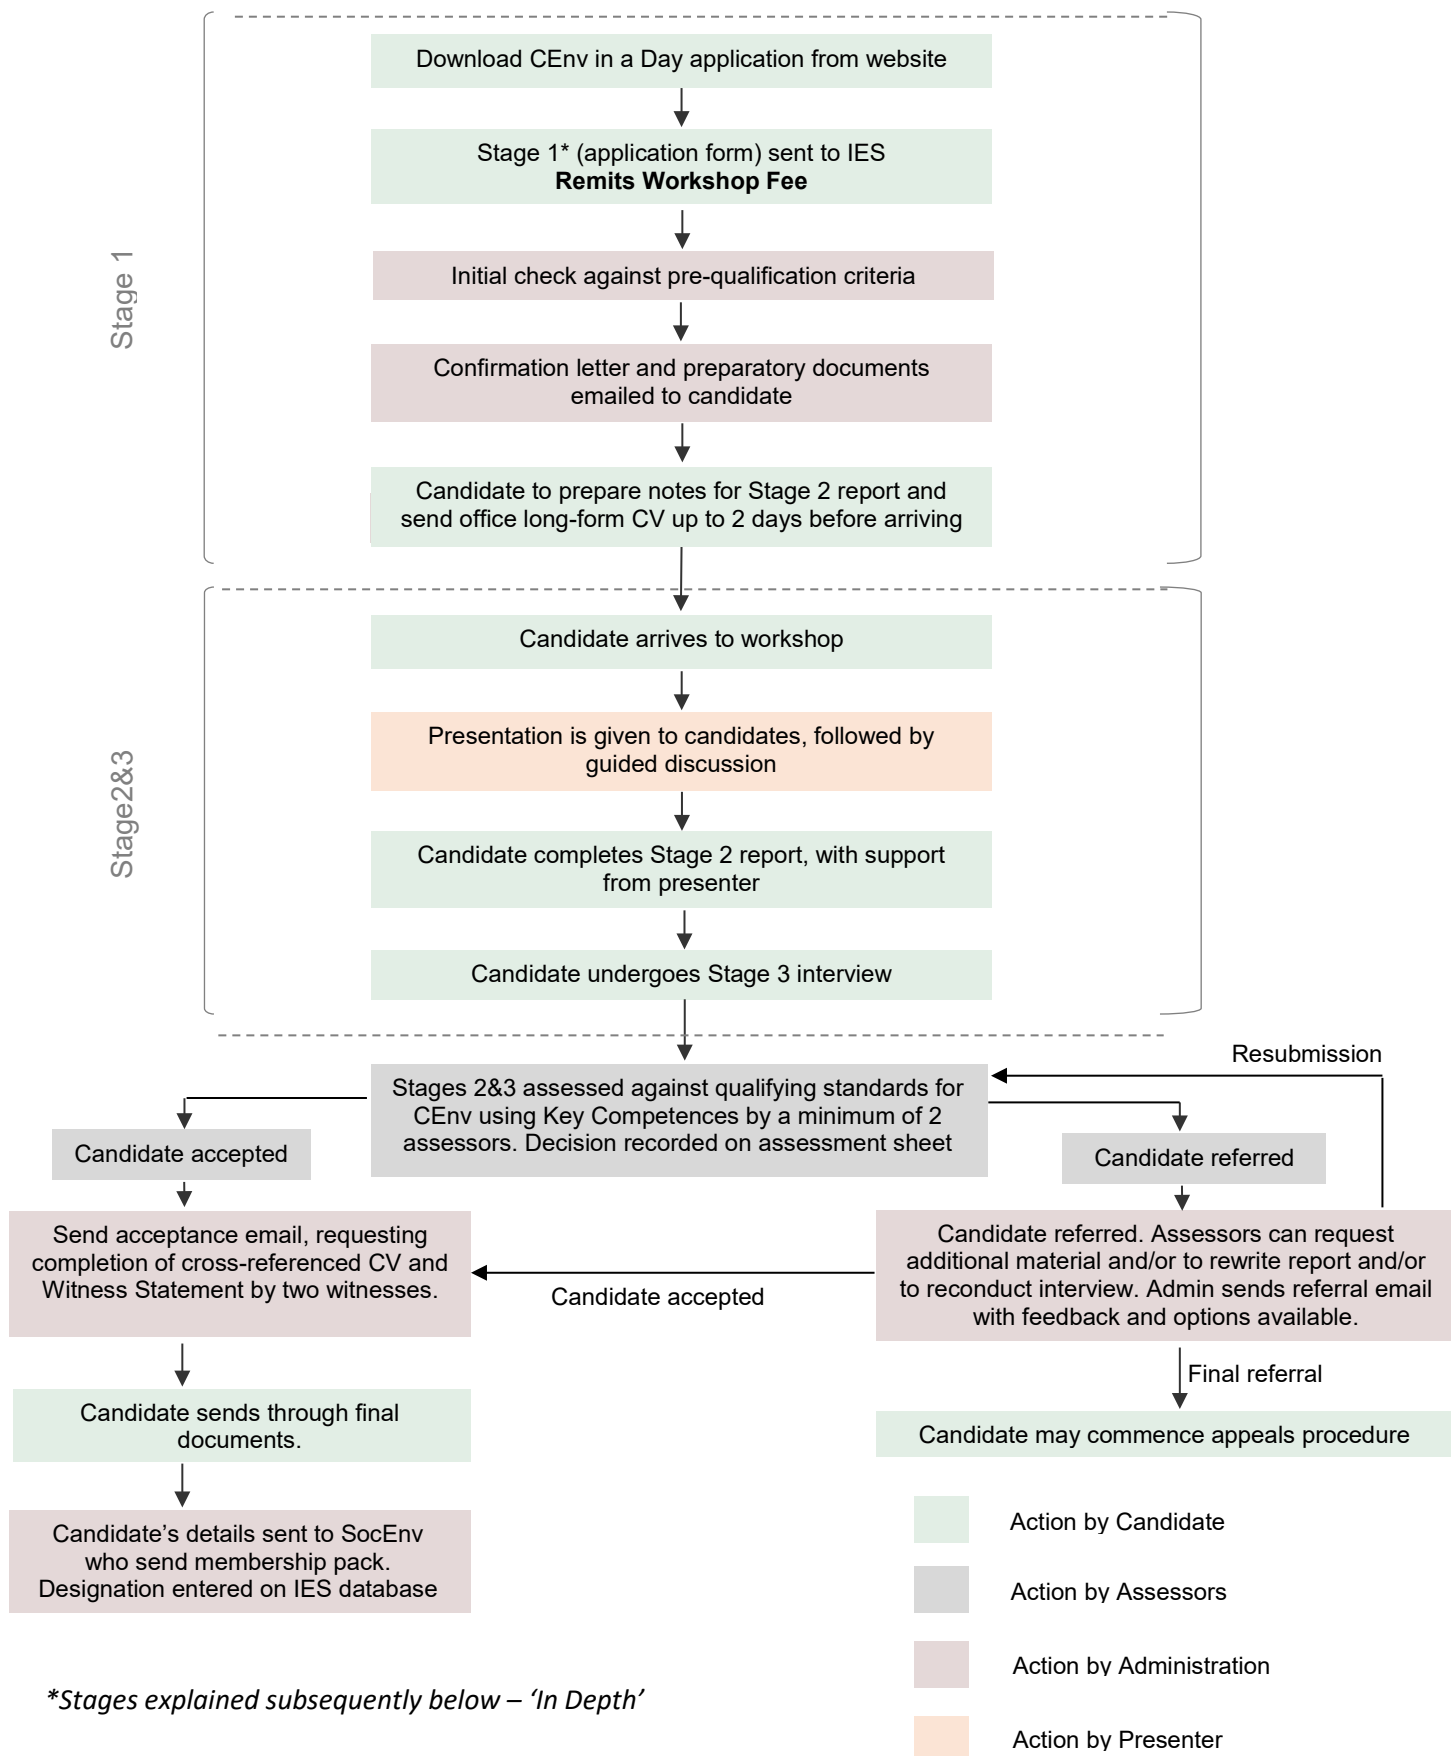 Download CEnv in a Day application from website
Stage 1* (application form) sent to IES
Remits Workshop Fee
Initial check against pre-qualification criteria
Stage 1
Confirmation letter and preparatory documents
emailed to candidate
Candidate to prepare notes for Stage 2 report and
send office long-form CV up to 2 days before arriving
Candidate arrives to workshop
Presentation is given to candidates, followed by
guided discussion
Stage2&3
Candidate completes Stage 2 report, with support
from presenter
Candidate undergoes Stage 3 interview
Resubmission
Stages 2&3 assessed against qualifying standards for
CEnv using Key Competences by a minimum of 2
assessors. Decision recorded on assessment sheet
Candidate accepted
Candidate referred
Send acceptance email, requesting
completion of cross-referenced CV and
Witness Statement by two witnesses.
Candidate accepted
Candidate referred. Assessors can request
additional material and/or to rewrite report and/or
to reconduct interview. Admin sends referral email
with feedback and options available.
Final referral
Candidate sends through final
documents.
Candidate may commence appeals procedure
Candidate's details sent to SocEnv
who send membership pack.
Designation entered on IES database
Action by Candidate
Action by Assessors
Action by Administration
Action by Presenter
*Stages explained subsequently below – ‘In Depth’